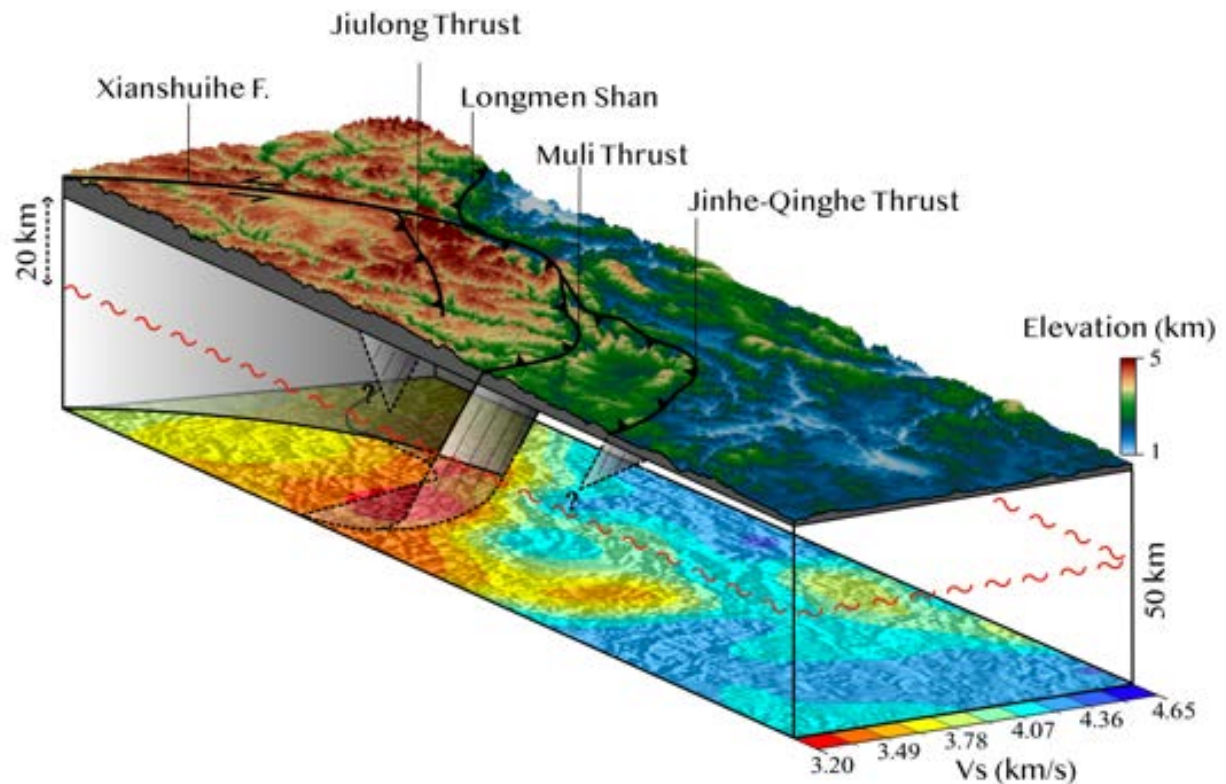 Jiulong Thrust
Xianshuihe F.
Longmen Shan
Muli Thrust
Jinhe-Qinghe Thrust
20 km
Elevation (km)
5
1
?
?
50 km
3.20
3.49
3.78
4.07
4.36
4.65
Vs (km/s)